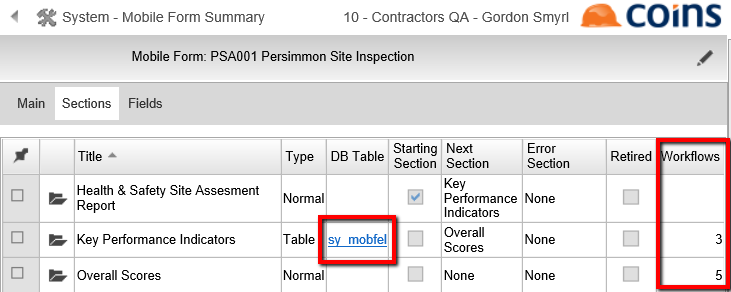 System - Mobile Form Summary 10 - Contractors QA - Gordon Smyrl coins
Mobile Form: PSA001 Persimmon Site Inspection
Main Sections Fields
Title Type DB Table Starting Section Next Section Error Section Retired Workflows
Health & Safety Site Assesment Report Normal Key Performance Indicators None
Key Performance Indicators Table sy_mobfel Overall Scores None 3
Overall Scores Normal None None 5